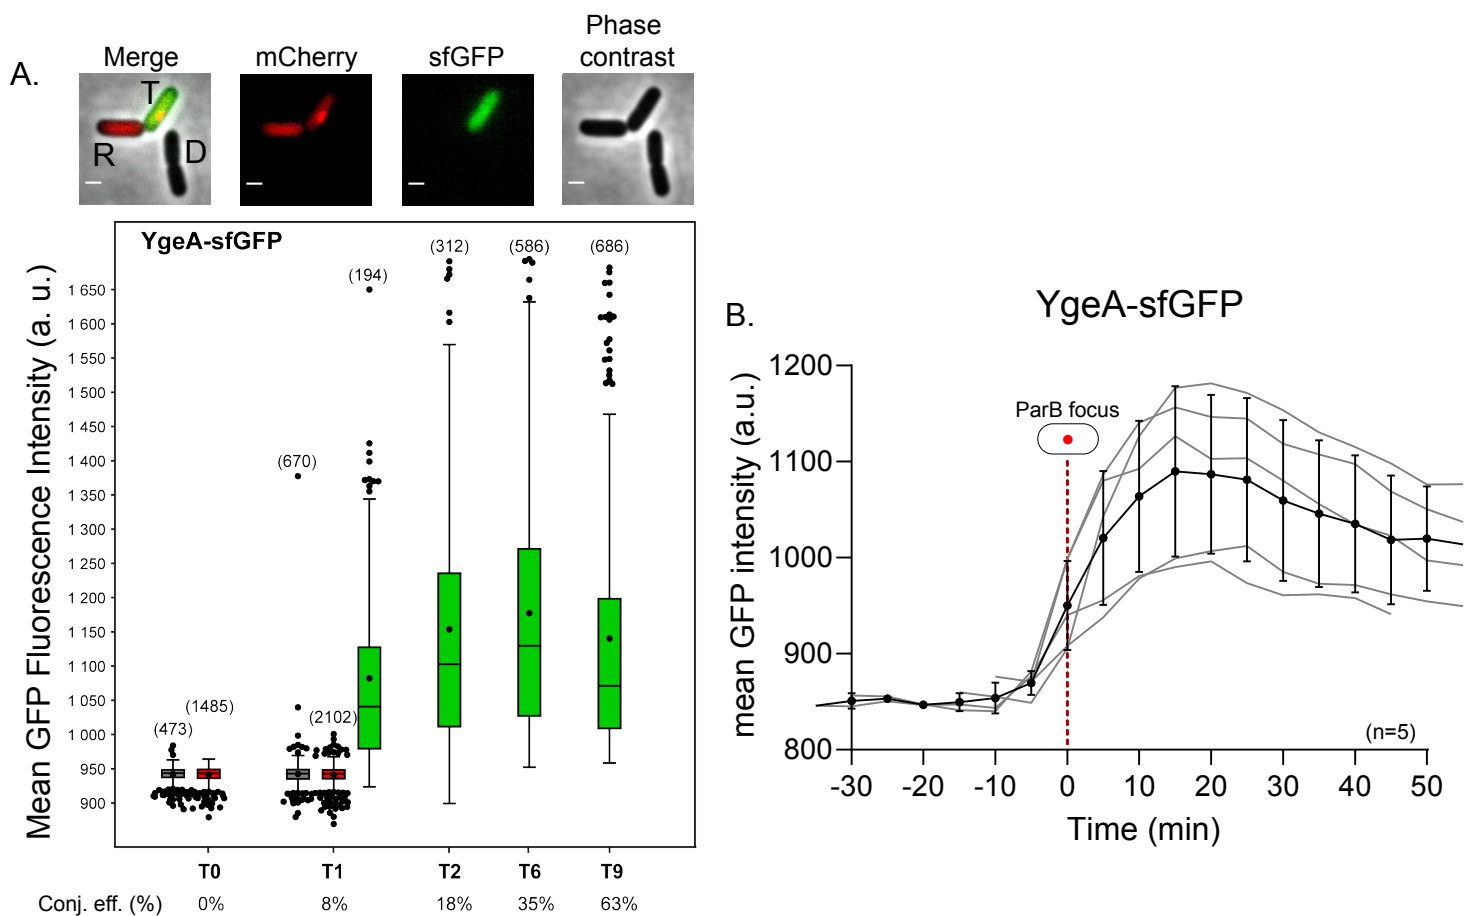 A.
Merge
mCherry
sfGFP
Phase
contrast
T
R
D
YgeA-sfGFP
(312)
(586)
(686)
(194)
(670)
(2102)
(1485)
(473)
Mean GFP Fluorescence Intensity (a. u.)
1 650
1 600
1 550
1 500
1 450
1 400
1 350
1 300
1 250
1 200
1 150
1 100
1 050
1 000
950
900
T0 T1 T2 T6 T9
Conj. eff. (%) 0% 8% 18% 35% 63%
B.
YgeA-sfGFP
ParB focus
mean GFP intensity (a.u.)
1200
1100
1000
900
800
(n=5)
-30 -20 -10 0 10 20 30 40 50
Time (min)